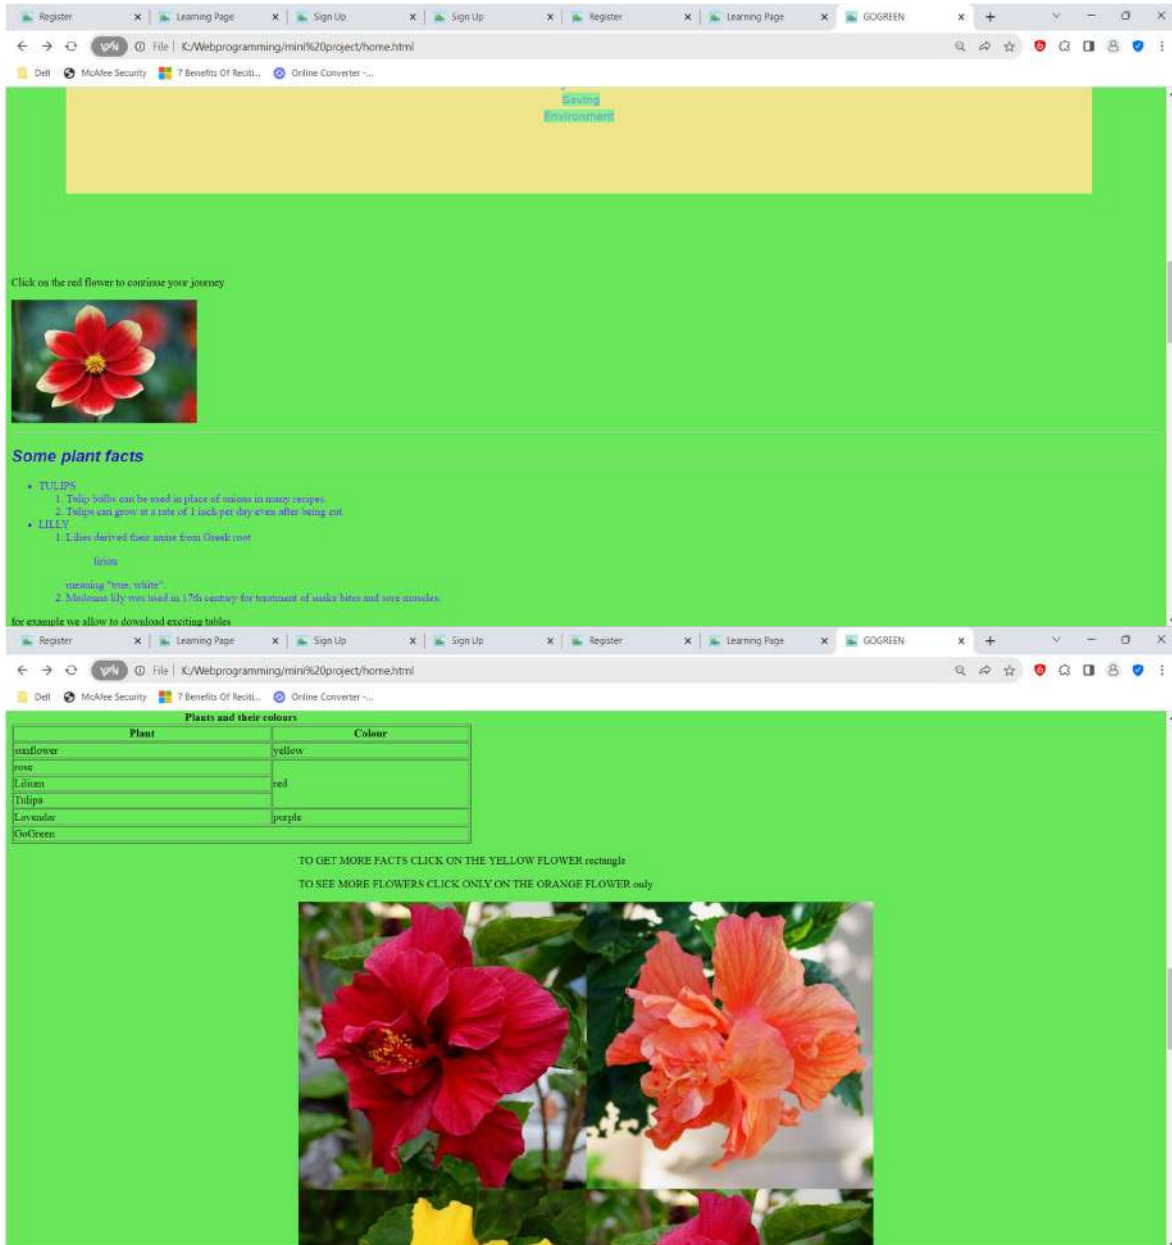 Register
Learning Page
Sign Up
Sign Up
Register
Learning Page
GOGREEN
VPN File | K:/Webprogramming/mini%20project/home.html
Dell McAfee Security 7 Benefits Of Reciti... Online Converter -...
Saving
Environment
Click on the red flower to continue your journey
Some plant facts
• TULIPS
1. Tulip bulbs can be used in place of onions in many recipes.
2. Tulips can grow at a rate of 1 inch per day even after being cut
• LILLY
1. Lilies derived their name from Greek root
lirion
meaning "true, white".
2. Madonna lily was used in 17th century for treatment of snake bites and sore muscles.
for example we allow to download exciting tables
Register
Learning Page
Sign Up
Sign Up
Register
Learning Page
GOGREEN
VPN File | K:/Webprogramming/mini%20project/home.html
Dell McAfee Security 7 Benefits Of Reciti... Online Converter -...
Plants and their colours
Plant Colour
sunflower yellow
rose
Lilium red
Tulips
Lavendar purple
GoGreen
TO GET MORE FACTS CLICK ON THE YELLOW FLOWER rectangle
TO SEE MORE FLOWERS CLICK ONLY ON THE ORANGE FLOWER only